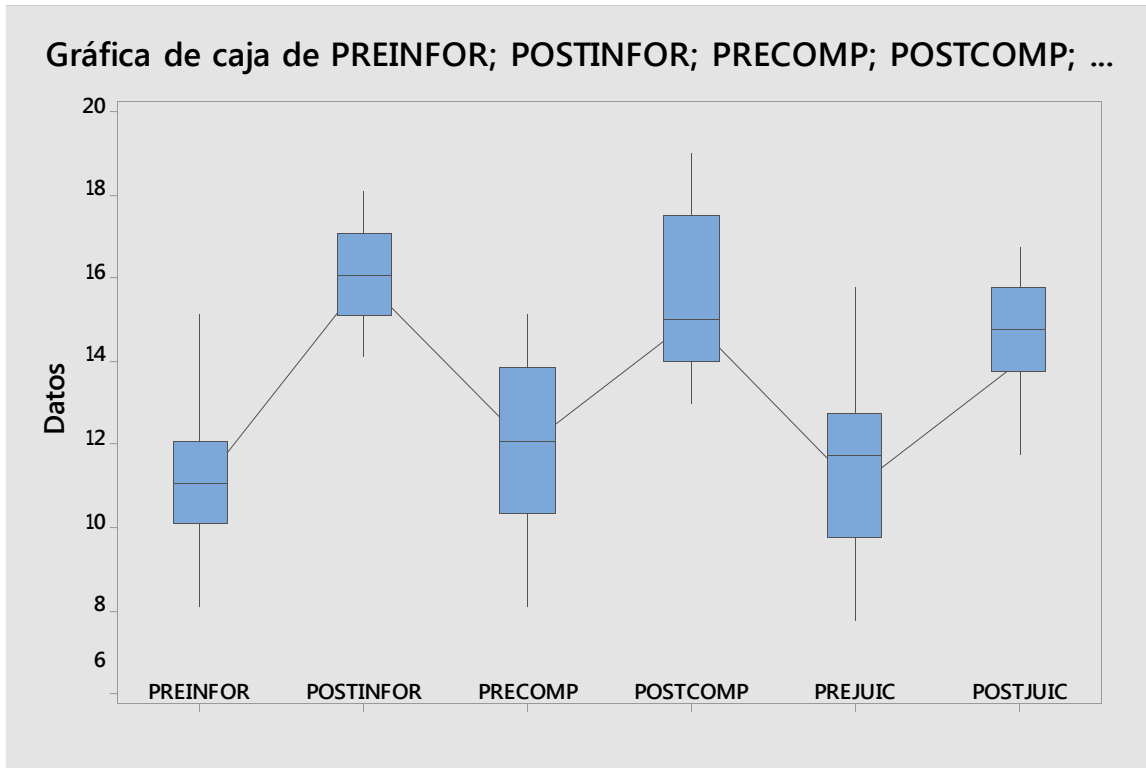 Gráfica de caja de PREINFOR; POSTINFOR; PRECOMP; POSTCOMP; ...
20
18
16
14
12
10
8
6
Datos
PREINFOR POSTINFOR PRECOMP POSTCOMP PREJUIC POSTJUIC